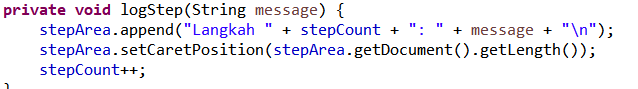 private void logStep(String message) {
    stepArea.append("Langkah " + stepCount + ": " + message + "\n");
    stepArea.setCaretPosition(stepArea.getDocument().getLength());
    stepCount++;
}